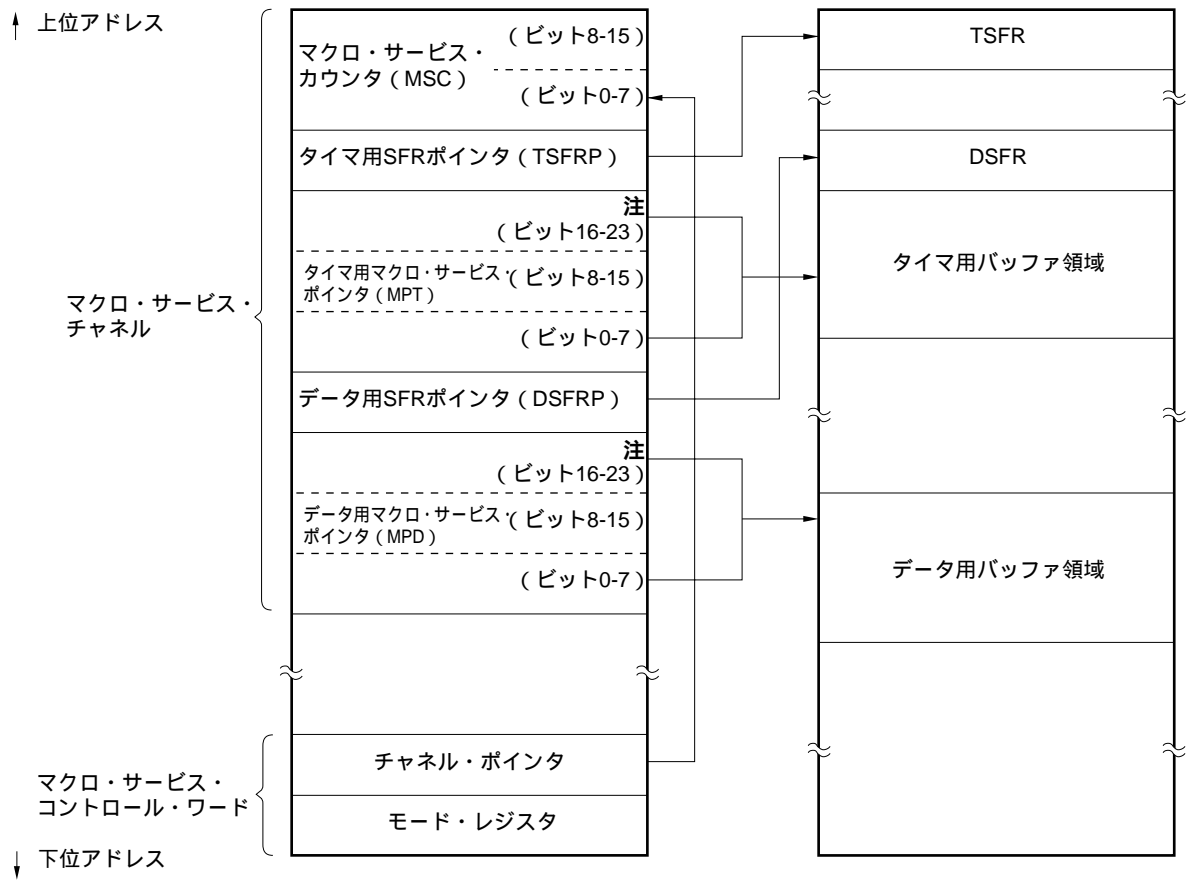 上位アドレス
マクロ・サービス・
カウンタ（MSC）
（ビット8-15）
（ビット0-7）
タイマ用SFRポインタ（TSFRP）
注
（ビット16-23）
タイマ用マクロ・サービス・
ポインタ（MPT）
（ビット8-15）
（ビット0-7）
データ用SFRポインタ（DSFRP）
注
（ビット16-23）
データ用マクロ・サービス・
ポインタ（MPD）
（ビット8-15）
（ビット0-7）
マクロ・サービス・
チャネル
チャネル・ポインタ
モード・レジスタ
マクロ・サービス・
コントロール・ワード
下位アドレス
TSFR
DSFR
タイマ用バッファ領域
データ用バッファ領域